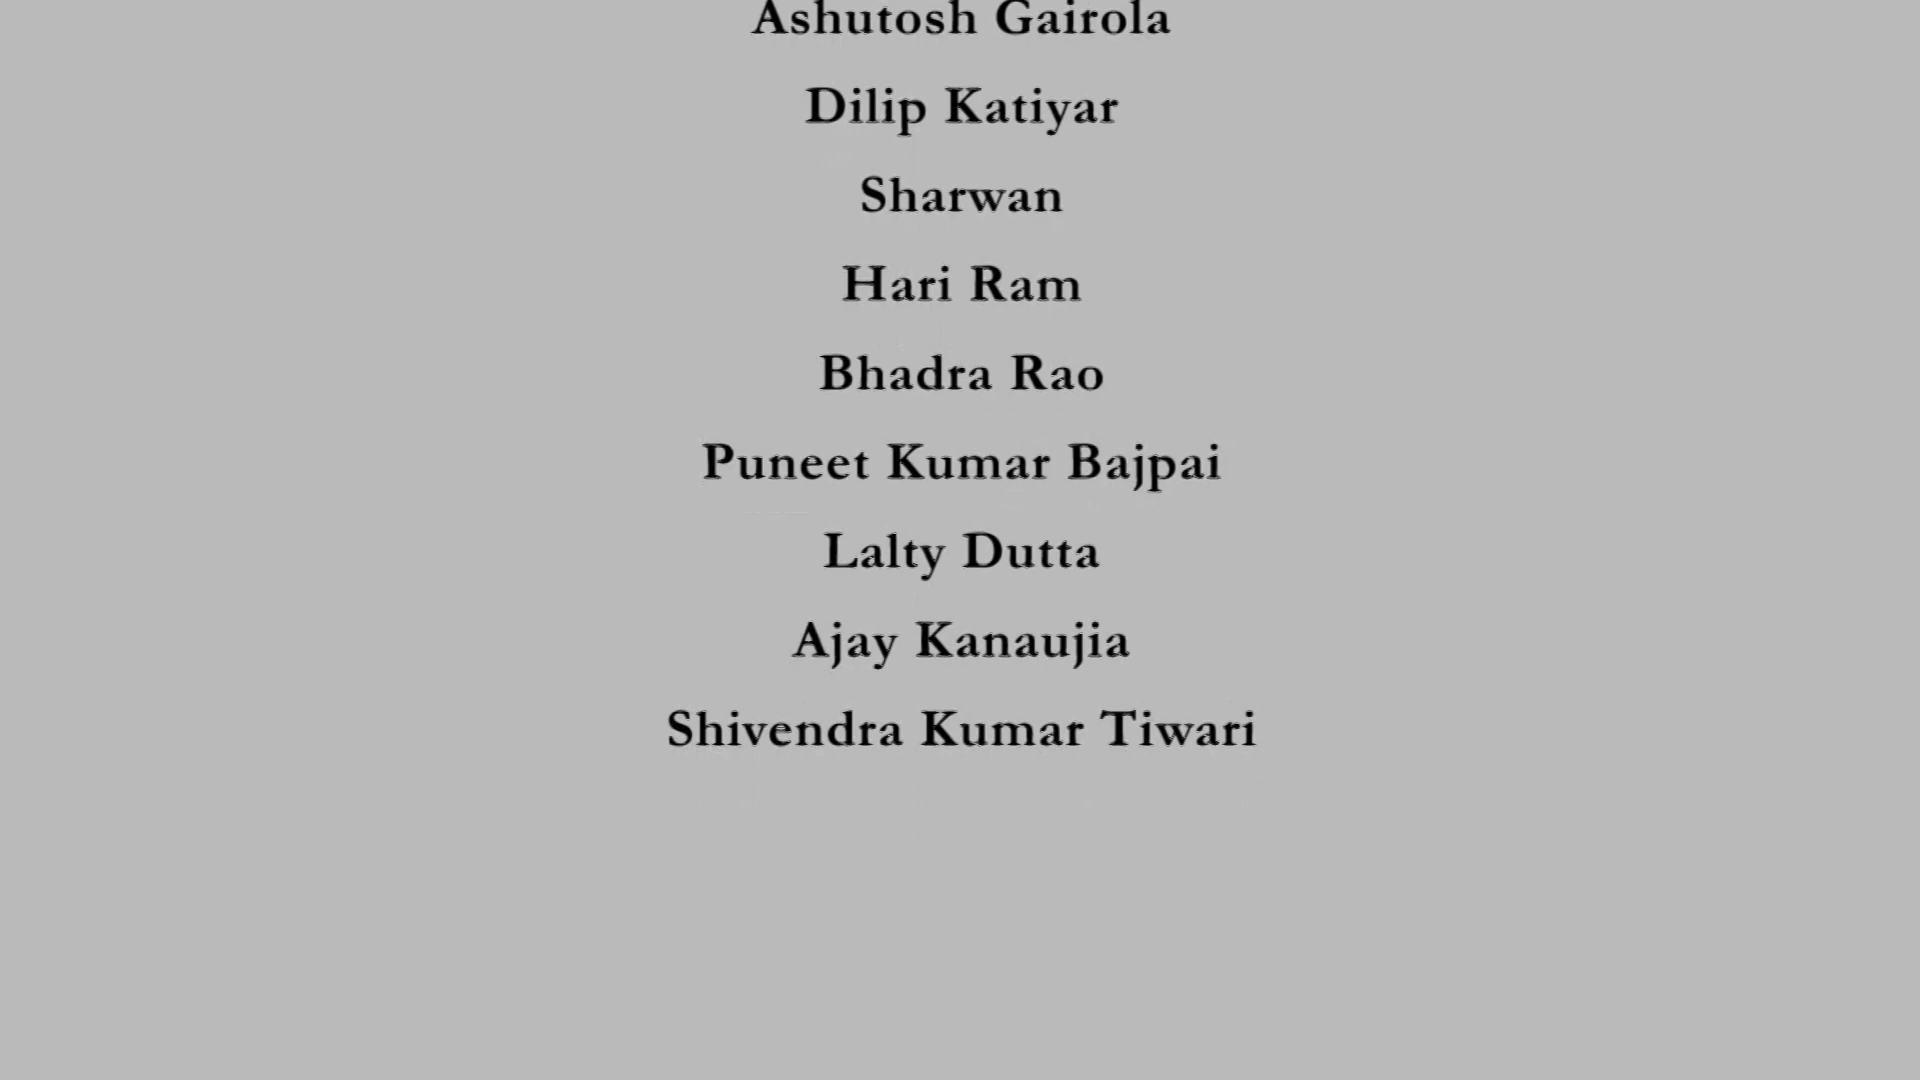 Ashutosh Gairola
Dilip Katiyar
Sharwan
Hari Ram
Bhadra Rao
Puneet Kumar Bajpai
Lalty Dutta
Ajay Kanaujia
Shivendra Kumar Tiwari